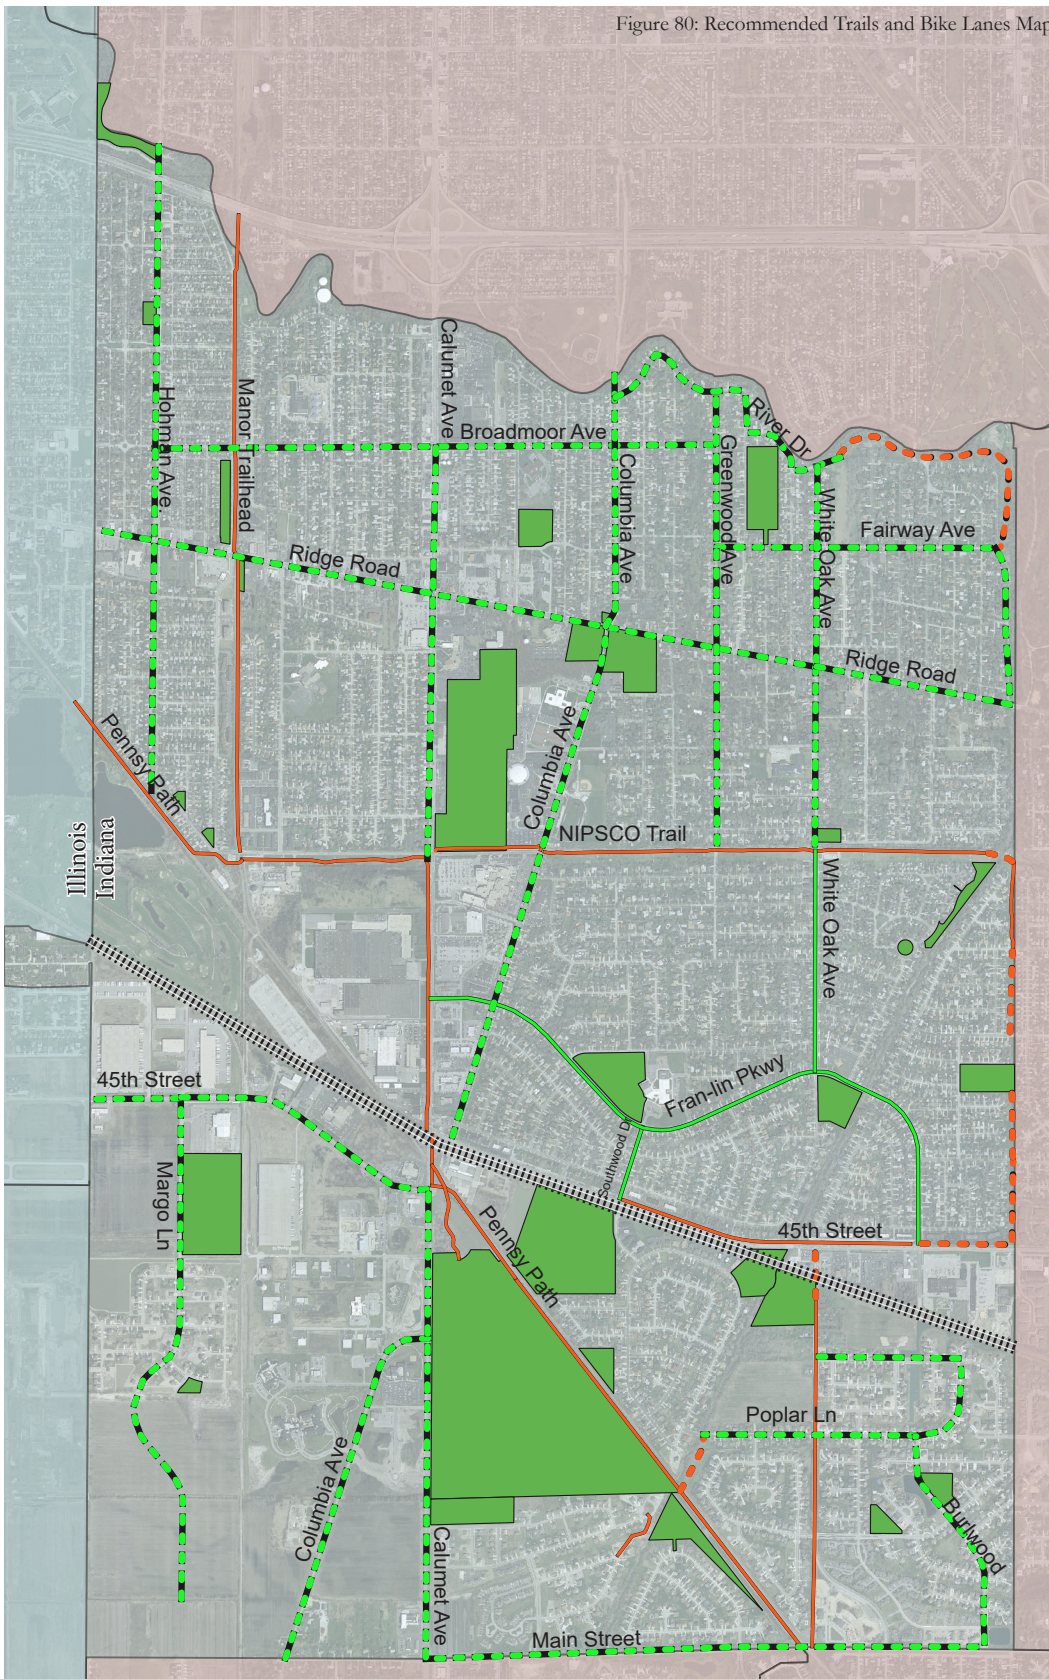 Figure 80: Recommended Trails and Bike Lanes Map
Calumet Ave
Hohman Ave.
Manor Trailhead
Broadmoor Ave
River Dr
Columbia Ave
Greenwood Ave
White Oak Ave
Fairway Ave
Ridge Road
Ridge Road
Pennsy Path
Columbia Ave
NIPSCO Trail
Illinois
Indiana
White Oak Ave
45th Street
Fran-lin Pkwy
Margo Ln
Southwood Dr
Pennsy Path
45th Street
Poplar Ln
Columbia Ave
Burlwood
Calumet Ave
Main Street